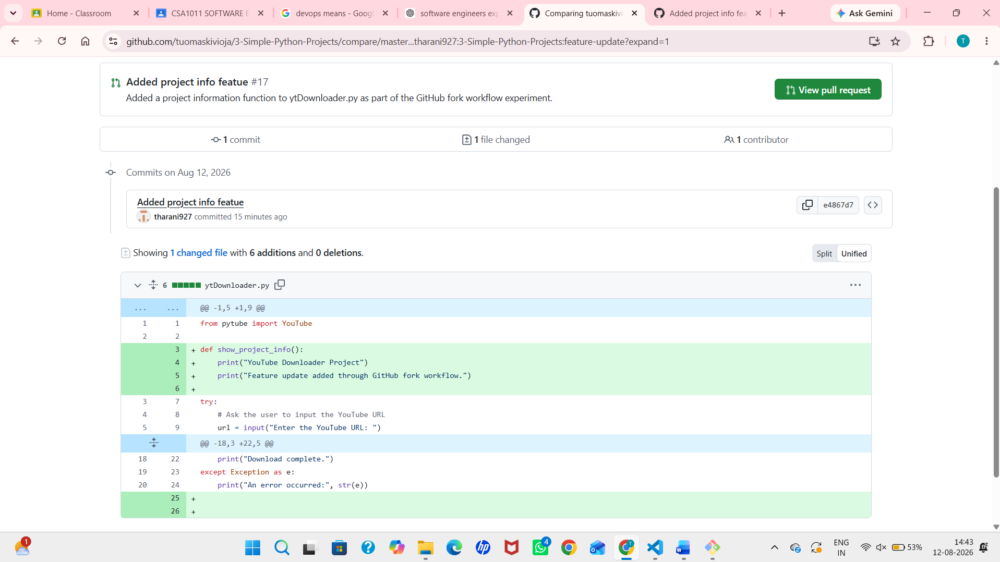 Home - Classroom
CSA1011 SOFTWARE E
devops means - Googl
software engineers exp
Comparing tuomaskivi
Added project info fea
Ask Gemini
github.com/tuomaskivioja/3-Simple-Python-Projects/compare/master...tharani927:3-Simple-Python-Projects:feature-update?expand=1
T
Added project info featue #17
Added a project information function to ytDownloader.py as part of the GitHub fork workflow experiment.
View pull request
1 commit
1 file changed
1 contributor
Commits on Aug 12, 2026
Added project info featue
tharani927 committed 15 minutes ago
e4867d7
Showing 1 changed file with 6 additions and 0 deletions.
Split
Unified
6 ytDownloader.py
... ... @@ -1,5 +1,9 @@
1 1 from pytube import YouTube
2 2
3 + def show_project_info():
4 +     print("YouTube Downloader Project")
5 +     print("Feature update added through GitHub fork workflow.")
6 +
3 7 try:
4 8     # Ask the user to input the YouTube URL
5 9     url = input("Enter the YouTube URL: ")
@@ -18,3 +22,5 @@
18 22     print("Download complete.")
19 23 except Exception as e:
20 24     print("An error occurred:", str(e))
25 +
26 +
1
hp
4
T
W
ENG
IN
53%
14:43
12-08-2026